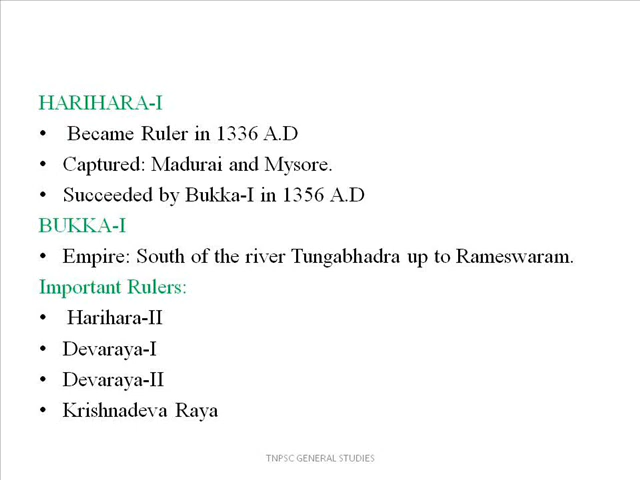 HARIHARA-I
• Became Ruler in 1336 A.D
• Captured: Madurai and Mysore.
• Succeeded by Bukka-I in 1356 A.D
BUKKA-I
• Empire: South of the river Tungabhadra up to Rameswaram.
Important Rulers:
• Harihara-II
• Devaraya-I
• Devaraya-II
• Krishnadeva Raya
TNPSC GENERAL STUDIES